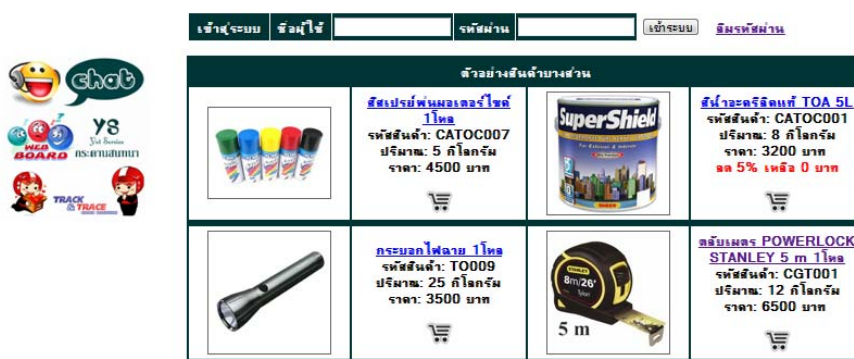 เข้าสู่ระบบ ชื่อผู้ใช้ รหัสผ่าน เข้าระบบ ลืมรหัสผ่าน
chat
WEB BOARD
กระดานสนทนา
TRACK & TRACE
ตัวอย่างสินค้าบางส่วน
สีสเปรย์พ่นมอเตอร์ไซด์
1โหล
รหัสสินค้า: CATOC007
ปริมาณ: 5 กิโลกรัม
ราคา: 4500 บาท
SuperShield
For Exterior & Interior
สีน้ำอะคริลิคแท้ TOA 5L
รหัสสินค้า: CATOC001
ปริมาณ: 8 กิโลกรัม
ราคา: 3200 บาท
ลด 5% เหลือ 0 บาท
กระบอกไฟฉาย 1โหล
รหัสสินค้า: TO009
ปริมาณ: 25 กิโลกรัม
ราคา: 3500 บาท
STANLEY
8m/26'
Tylon
5 m
ตลับเมตร POWERLOCK
STANLEY 5 m 1โหล
รหัสสินค้า: CGT001
ปริมาณ: 12 กิโลกรัม
ราคา: 6500 บาท